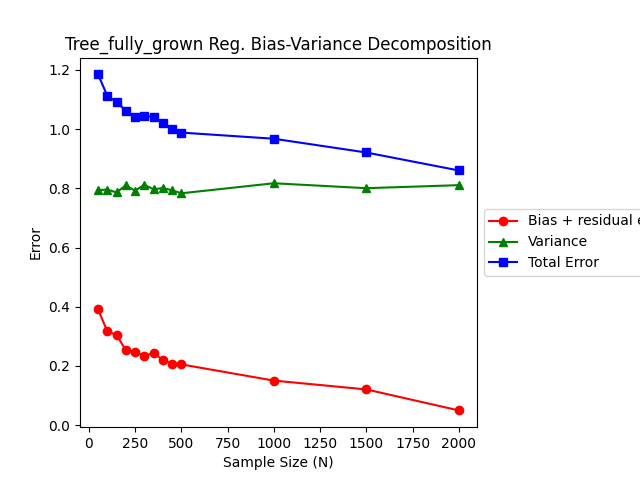 Tree_fully_grown Reg. Bias-Variance Decomposition
1.2
1.0
0.8
0.6
0.4
0.2
0.0
Error
0 250 500 750 1000 1250 1500 1750 2000
Sample Size (N)
Bias + residual e
Variance
Total Error